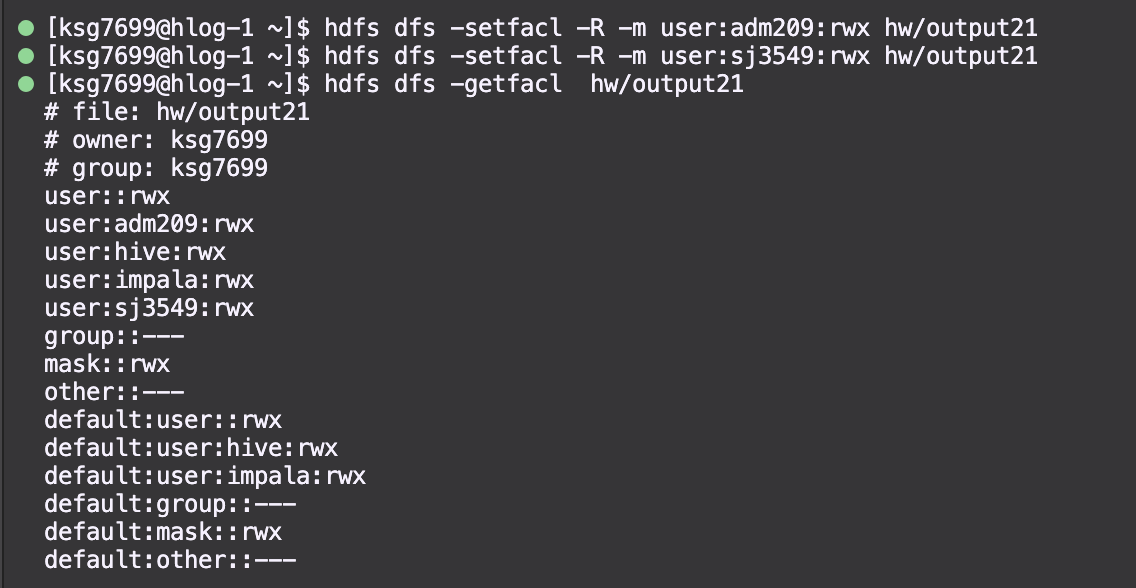 [ksg7699@hlog-1 ~]$ hdfs dfs -setfacl -R -m user:adm209:rwx hw/output21
[ksg7699@hlog-1 ~]$ hdfs dfs -setfacl -R -m user:sj3549:rwx hw/output21
[ksg7699@hlog-1 ~]$ hdfs dfs -getfacl  hw/output21
# file: hw/output21
# owner: ksg7699
# group: ksg7699
user::rwx
user:adm209:rwx
user:hive:rwx
user:impala:rwx
user:sj3549:rwx
group::---
mask::rwx
other::---
default:user::rwx
default:user:hive:rwx
default:user:impala:rwx
default:group::---
default:mask::rwx
default:other::---